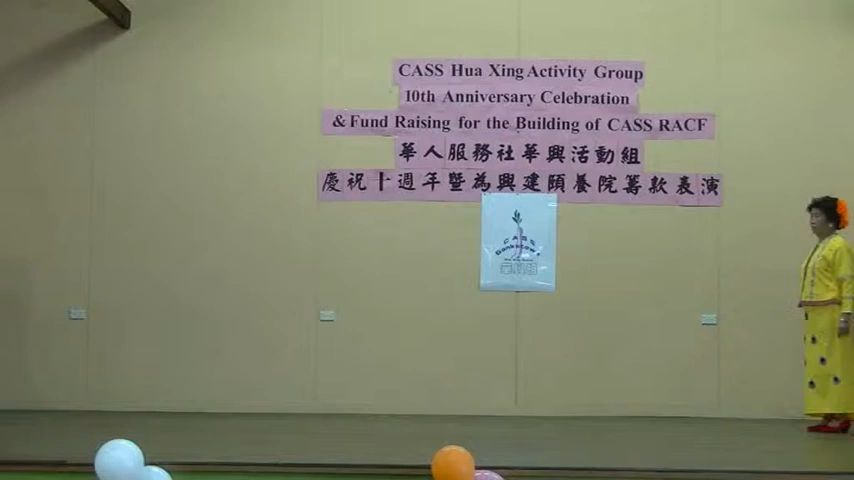 CASS Hua Xing Activity Group
10th Anniversary Celebration
& Fund Raising for the Building of CASS RACF
華人服務社華興活動組
慶祝十週年暨為興建頤養院籌款表演
CASS